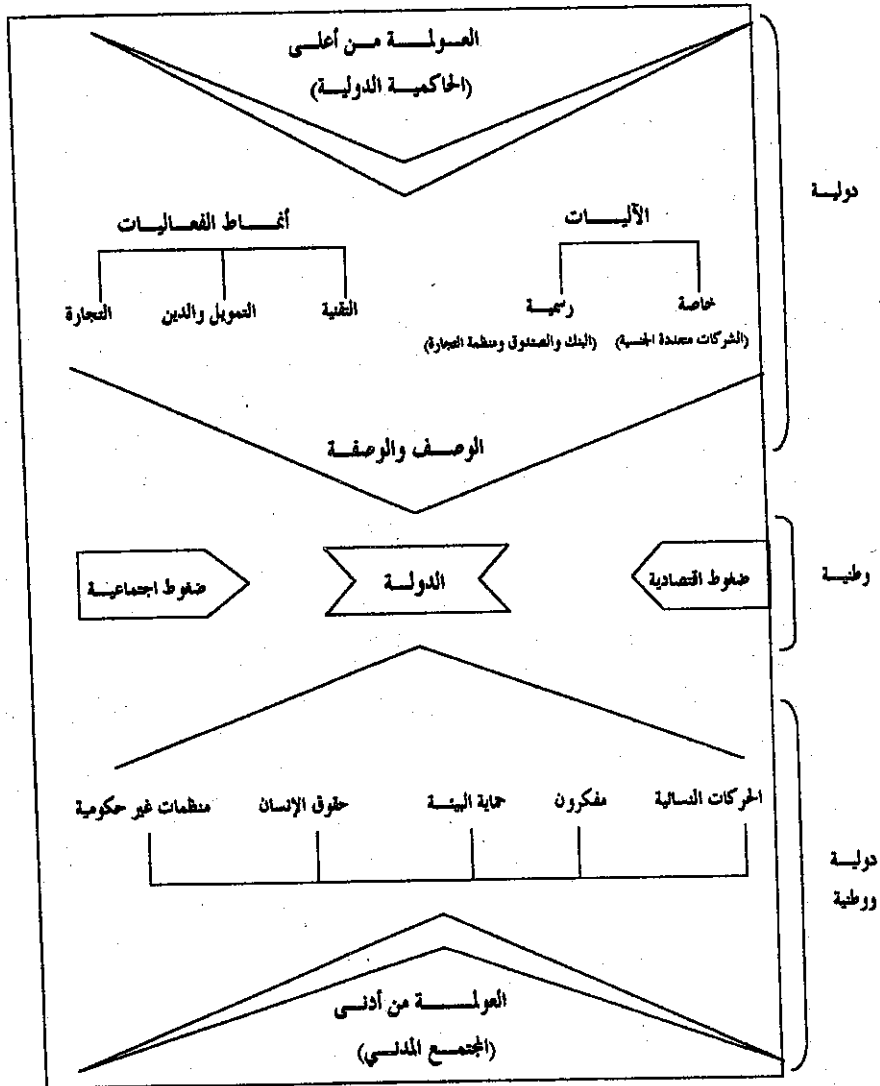 العولمة من أعلى
(الحاكمية الدولية)
دولية
الآليات
أنماط الفعاليات
خاصة
رسمية
التقنية
التمويل والدين
التجارة
(الشركات متعددة الجنسية)
(البنك والصندوق ومنظمة التجارة)
الوصف والوصفة
وطنية
ضغوط اقتصادية
الدولة
ضغوط اجتماعية
الحركات النسائية
مفكرون
حماية البيئة
حقوق الإنسان
منظمات غير حكومية
دولية
ووطنية
العولمة من أدنى
(المجتمع المدني)